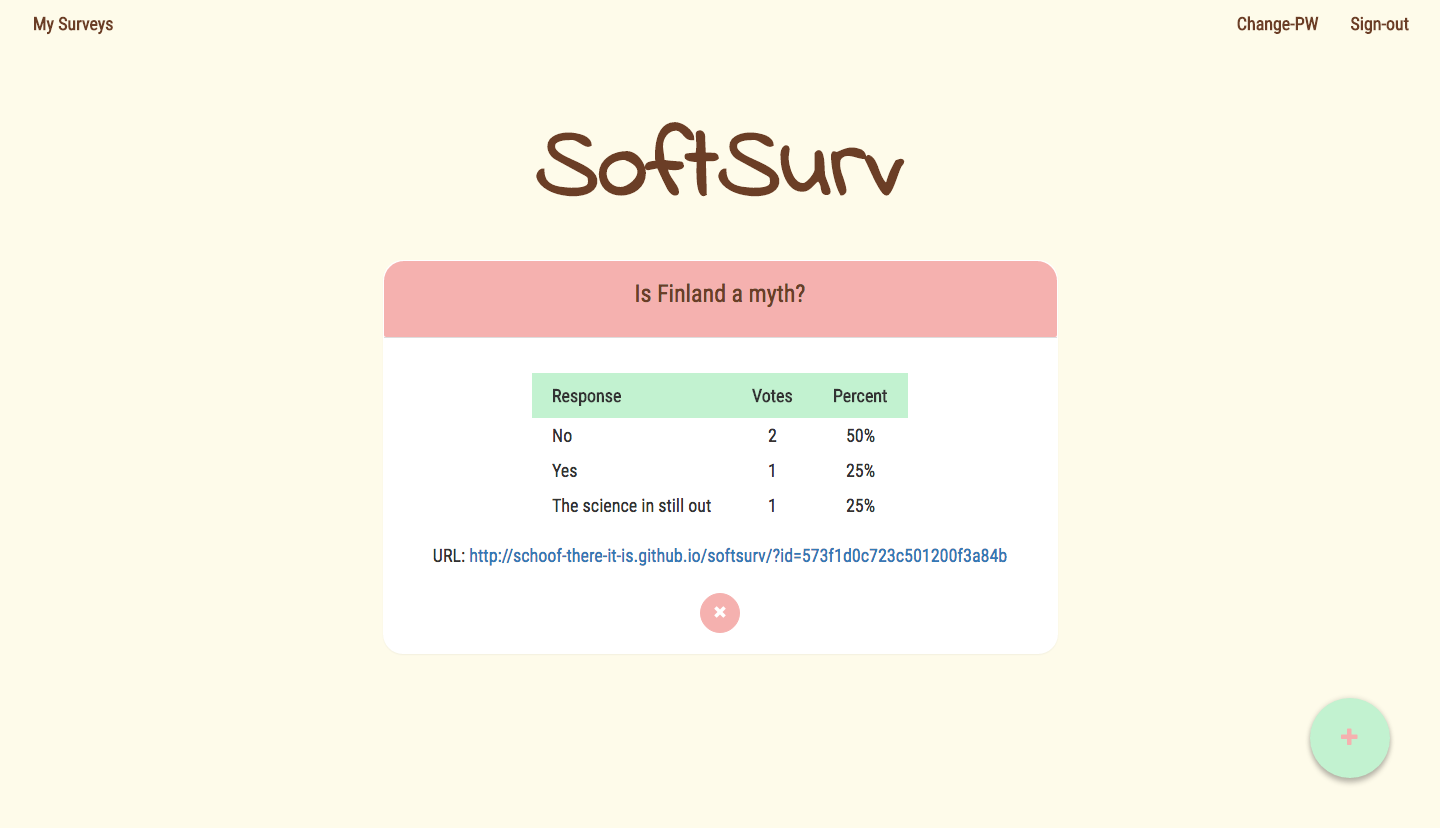 My Surveys Change-PW Sign-out
SoftSurv
Is Finland a myth?
Response Votes Percent
No 2 50%
Yes 1 25%
The science in still out 1 25%
URL: http://schoof-there-it-is.github.io/softsurv/?id=573f1d0c723c501200f3a84b